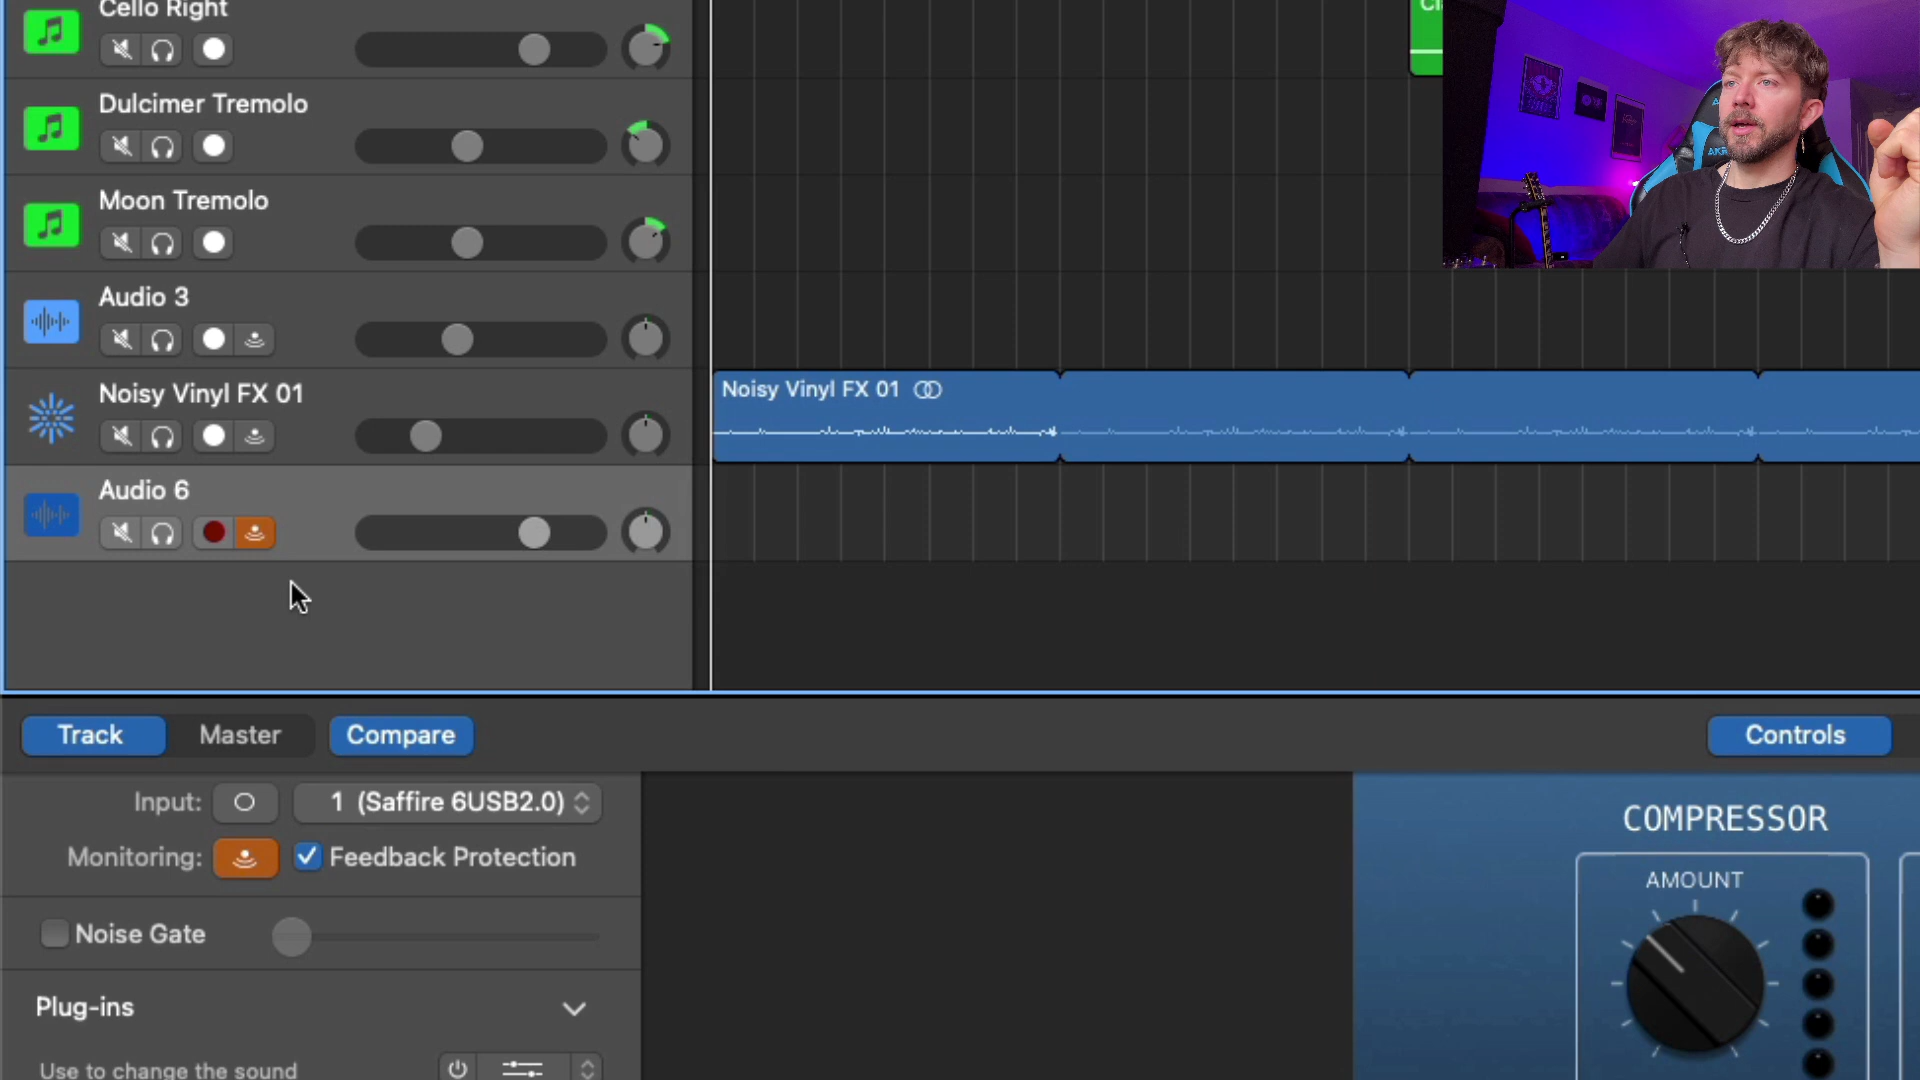 Cello Right
Dulcimer Tremolo
Moon Tremolo
Audio 3
Noisy Vinyl FX 01
Noisy Vinyl FX 01
Audio 6
Track
Master
Compare
Controls
Input:
1 (Saffire 6USB2.0)
Monitoring:
Feedback Protection
Noise Gate
Plug-ins
Use to change the sound
COMPRESSOR
AMOUNT